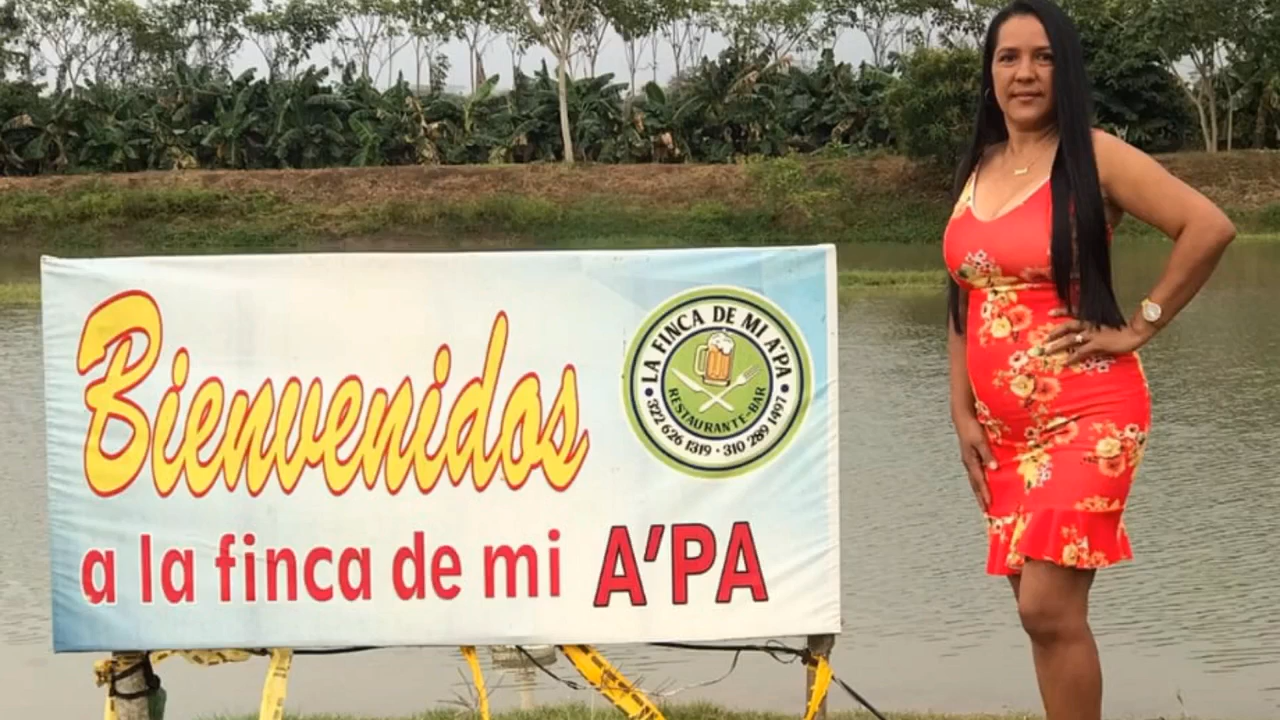 Bienvenidos
a la finca de mi A'PA
LA FINCA DE MI A'PA
RESTAURANTE-BAR
322 626 1319 · 310 289 1497